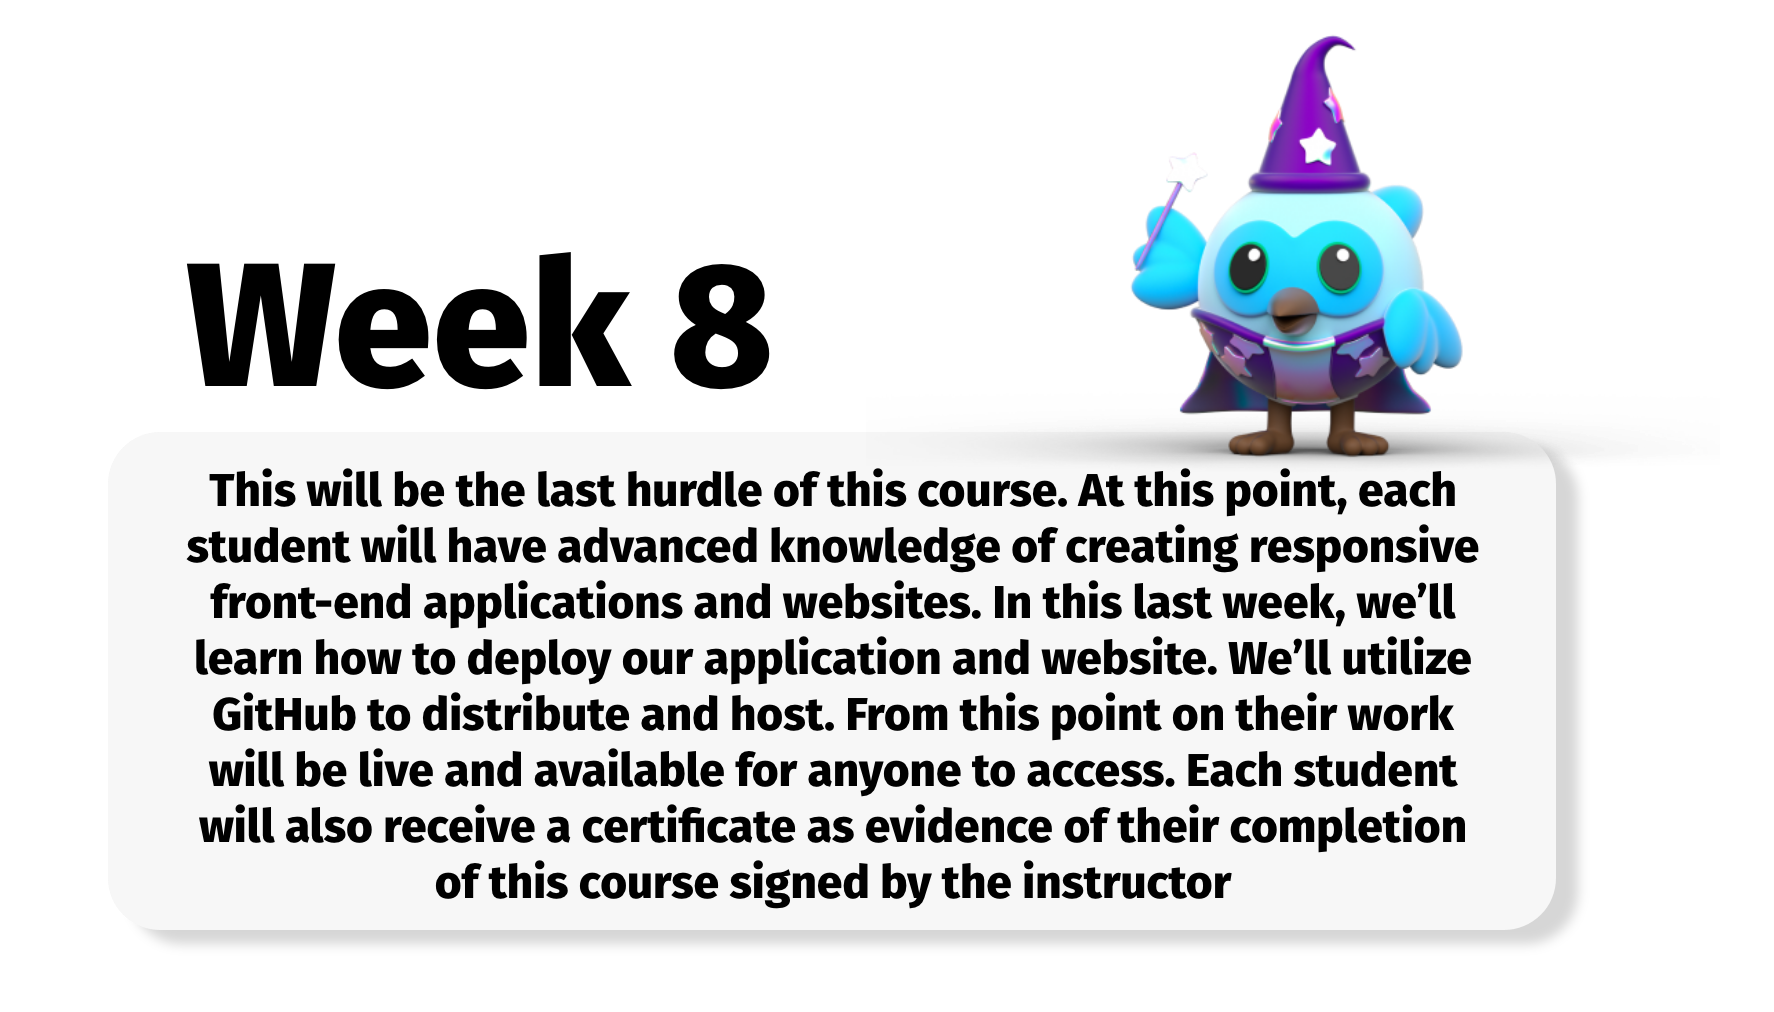 Week 8
This will be the last hurdle of this course. At this point, each
student will have advanced knowledge of creating responsive
front-end applications and websites. In this last week, we’ll
learn how to deploy our application and website. We’ll utilize
GitHub to distribute and host. From this point on their work
will be live and available for anyone to access. Each student
will also receive a certificate as evidence of their completion
of this course signed by the instructor